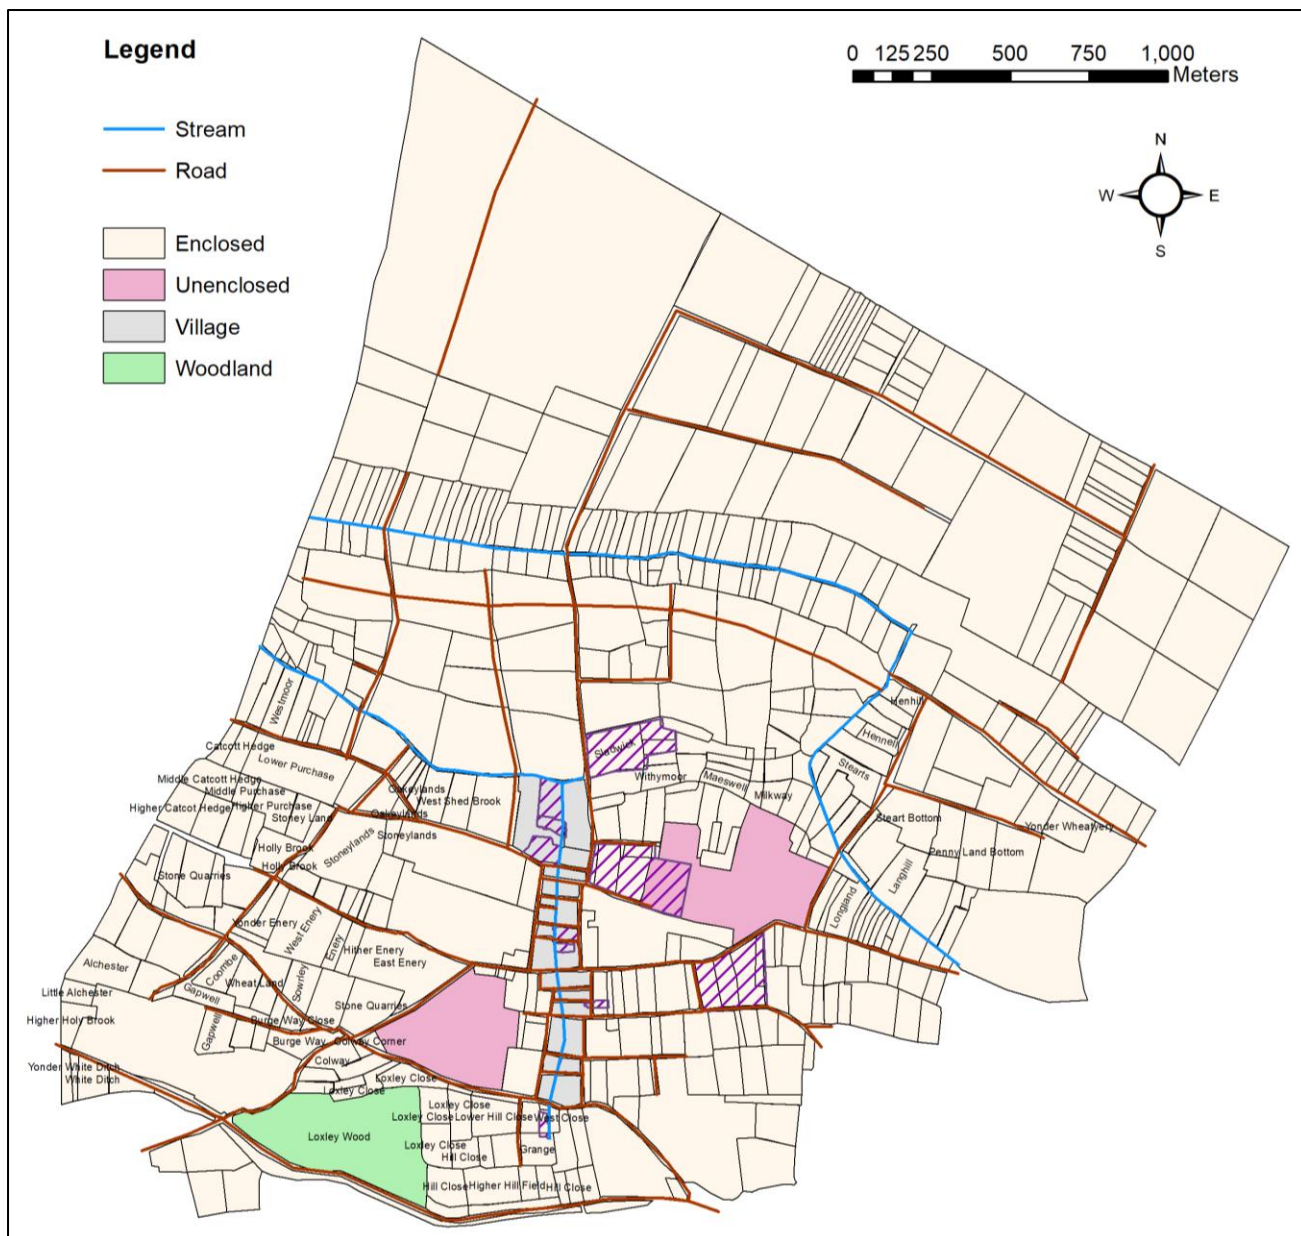 Legend
0 125 250 500 750 1,000
Meters
Stream
Road
N
W E
S
Enclosed
Unenclosed
Village
Woodland
Westmoor
Henhill
Hennell
Catcott Hedge
Sladwick
Lower Purchase
Withymoor
Maeswell
Stearts
Middle Catcott Hedge
Middle Purchase
Oakeylands
West Shed Brook
Milkway
Higher Catcot Hedge
Higher Purchase
Stoney Land
Oakeylands
Steart Bottom
Yonder Wheatyery
Stoneylands
Stoneylands
Holly Brook
Penny Land Bottom
Holly Brook
Stone Quarries
Langhill
Longland
Yonder Enery
West Enery
Enery
Hither Enery
East Enery
Alchester
Coombe
Wheat Land
Sowrley
Little Alchester
Gapwell
Stone Quarries
Higher Holy Brook
Burge Way Close
Gapwell
Burge Way
Colway Corner
Colway
Yonder White Ditch
White Ditch
Loxley Close
Loxley Close
Loxley Close
Loxley Close
Lower Hill Close
West Close
Loxley Wood
Loxley Close
Hill Close
Grange
Hill Close
Higher Hill Field
Hill Close